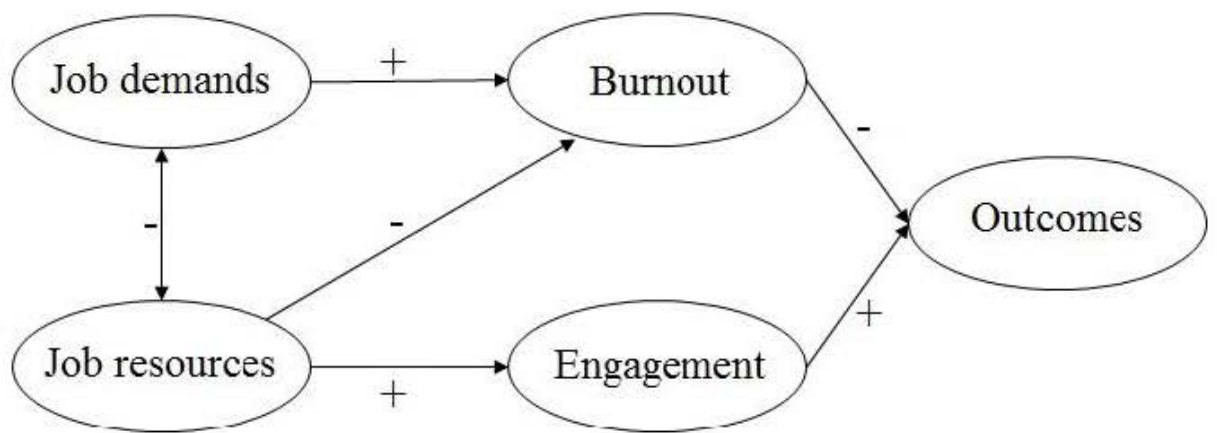 Job demands
+
Burnout
-
-
-
Outcomes
Job resources
+
Engagement
+